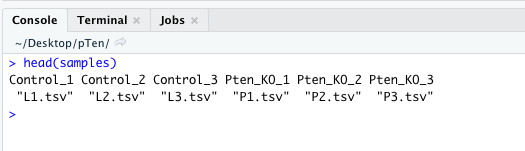 Console Terminal × Jobs ×
~/Desktop/pTen/
> head(samples)
Control_1 Control_2 Control_3 Pten_KO_1 Pten_KO_2 Pten_KO_3
"L1.tsv" "L2.tsv" "L3.tsv" "P1.tsv" "P2.tsv" "P3.tsv"
>